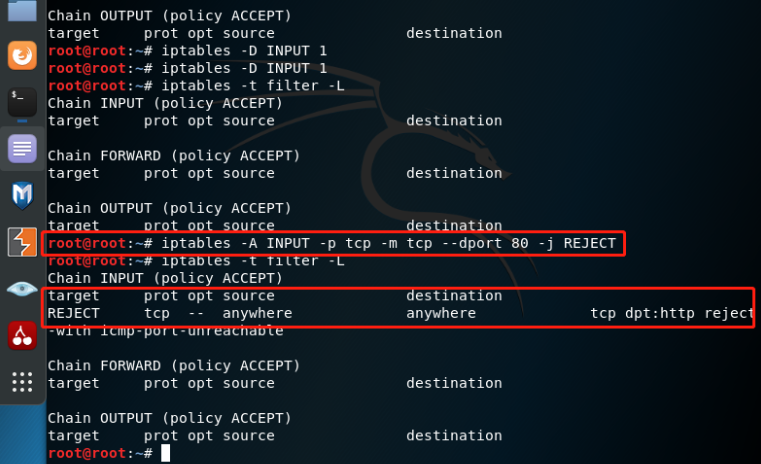 Chain OUTPUT (policy ACCEPT)
target     prot opt source               destination
root@root:~# iptables -D INPUT 1
root@root:~# iptables -D INPUT 1
root@root:~# iptables -t filter -L
Chain INPUT (policy ACCEPT)
target     prot opt source               destination

Chain FORWARD (policy ACCEPT)
target     prot opt source               destination

Chain OUTPUT (policy ACCEPT)
target     prot opt source               destination
root@root:~# iptables -A INPUT -p tcp -m tcp --dport 80 -j REJECT
root@root:~# iptables -t filter -L
Chain INPUT (policy ACCEPT)
target     prot opt source               destination
REJECT     tcp  --  anywhere             anywhere             tcp dpt:http reject
-with icmp-port-unreachable

Chain FORWARD (policy ACCEPT)
target     prot opt source               destination

Chain OUTPUT (policy ACCEPT)
target     prot opt source               destination
root@root:~#